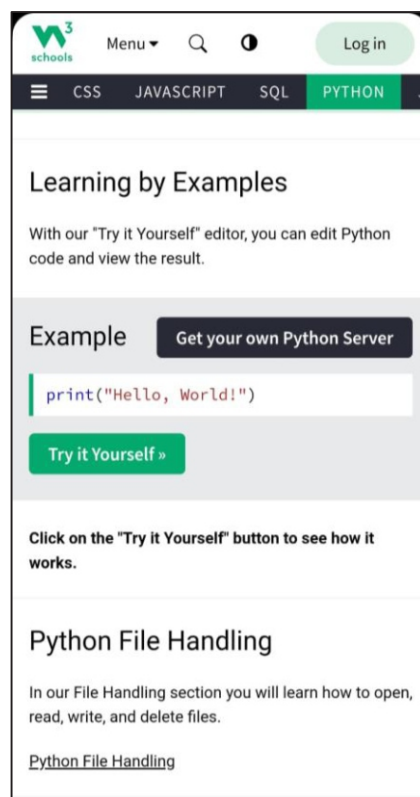 3
schools
Menu
Log in
CSS JAVASCRIPT SQL PYTHON
Learning by Examples
With our "Try it Yourself" editor, you can edit Python
code and view the result.
Example
Get your own Python Server
print("Hello, World!")
Try it Yourself »
Click on the "Try it Yourself" button to see how it
works.
Python File Handling
In our File Handling section you will learn how to open,
read, write, and delete files.
Python File Handling